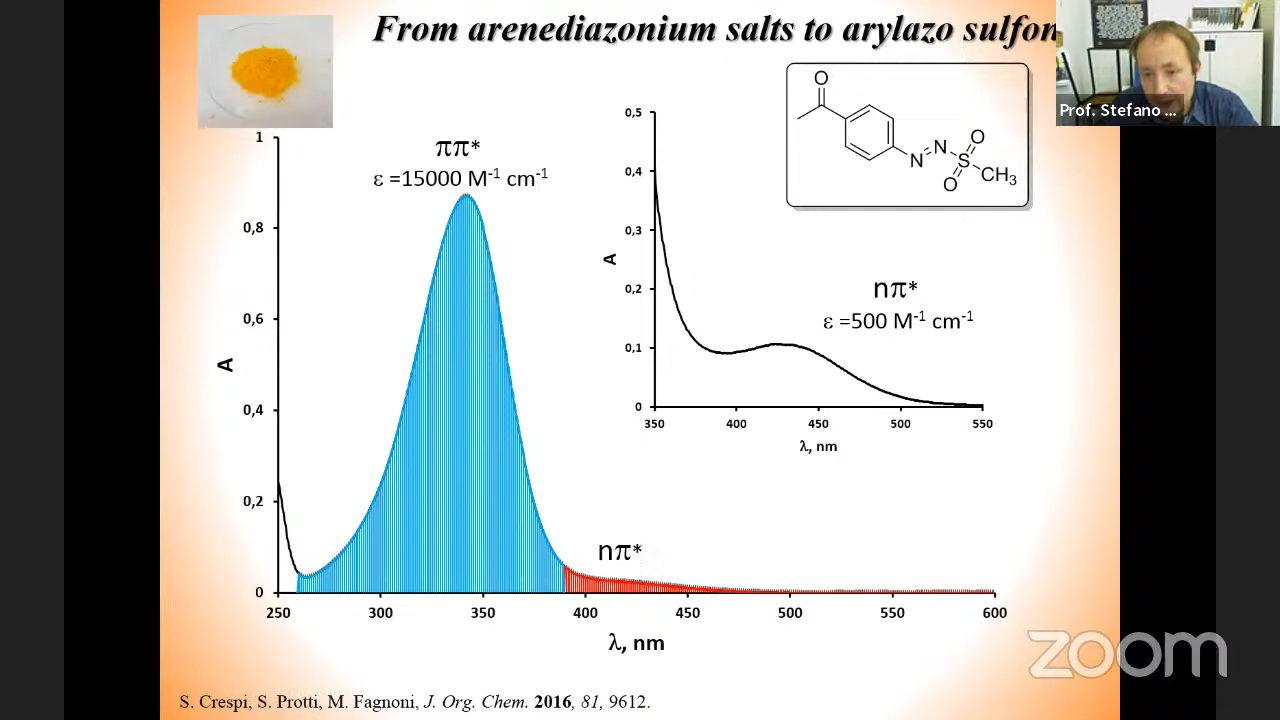 From arenediazonium salts to arylazo sulfon
Prof. Stefano ...
ππ*
ε =15000 M-1 cm-1
1
0,8
0,6
0,4
0,2
0
A
250 300 350 400 450 500 550 600
λ, nm
nπ*
O
N
N
S
O
O
CH3
0,5
0,4
0,3
0,2
0,1
0
A
nπ*
ε =500 M-1 cm-1
350 400 450 500 550
λ, nm
zoom
S. Crespi, S. Protti, M. Fagnoni, J. Org. Chem. 2016, 81, 9612.